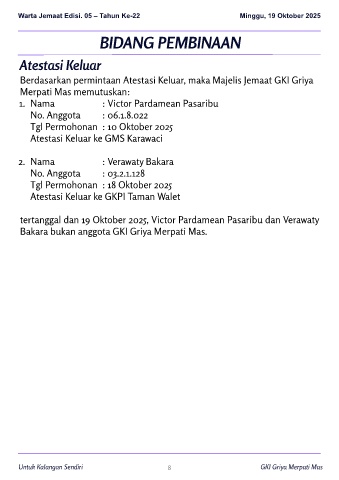 Warta Jemaat Edisi. 05 – Tahun Ke-22 Minggu, 19 Oktober 2025
BIDANG PEMBINAAN
Atestasi Keluar
Berdasarkan permintaan Atestasi Keluar, maka Majelis Jemaat GKI Griya
Merpati Mas memutuskan:
1. Nama : Victor Pardamean Pasaribu
No. Anggota : 06.1.8.022
Tgl Permohonan : 10 Oktober 2025
Atestasi Keluar ke GMS Karawaci
2. Nama : Verawaty Bakara
No. Anggota : 03.2.1.128
Tgl Permohonan : 18 Oktober 2025
Atestasi Keluar ke GKPI Taman Walet
tertanggal dan 19 Oktober 2025, Victor Pardamean Pasaribu dan Verawaty
Bakara bukan anggota GKI Griya Merpati Mas.
Untuk Kalangan Sendiri 8 GKI Griya Merpati Mas